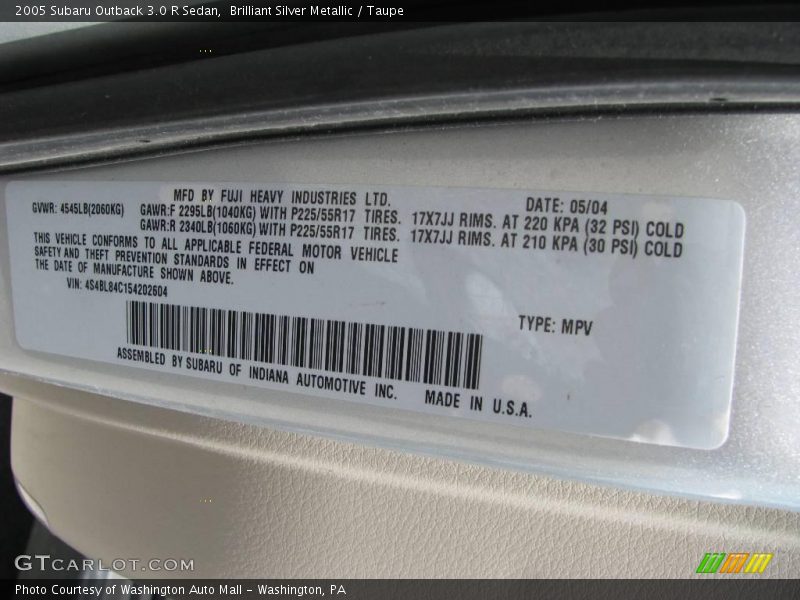 2005 Subaru Outback 3.0 R Sedan, Brilliant Silver Metallic / Taupe
MFD BY FUJI HEAVY INDUSTRIES LTD. DATE: 05/04
GVWR: 4545LB(2060KG) GAWR:F 2295LB(1040KG) WITH P225/55R17 TIRES. 17X7JJ RIMS. AT 220 KPA (32 PSI) COLD
GAWR:R 2340LB(1060KG) WITH P225/55R17 TIRES. 17X7JJ RIMS. AT 210 KPA (30 PSI) COLD
THIS VEHICLE CONFORMS TO ALL APPLICABLE FEDERAL MOTOR VEHICLE
SAFETY AND THEFT PREVENTION STANDARDS IN EFFECT ON
THE DATE OF MANUFACTURE SHOWN ABOVE.
VIN: 4S4BL84C154202604
TYPE: MPV
ASSEMBLED BY SUBARU OF INDIANA AUTOMOTIVE INC. MADE IN U.S.A.
GTCARLOT.COM
Photo Courtesy of Washington Auto Mall - Washington, PA